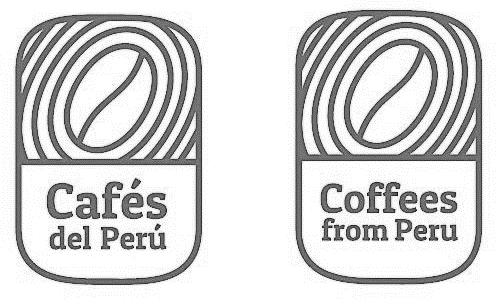 Cafés
del Perú
Coffees
from Peru